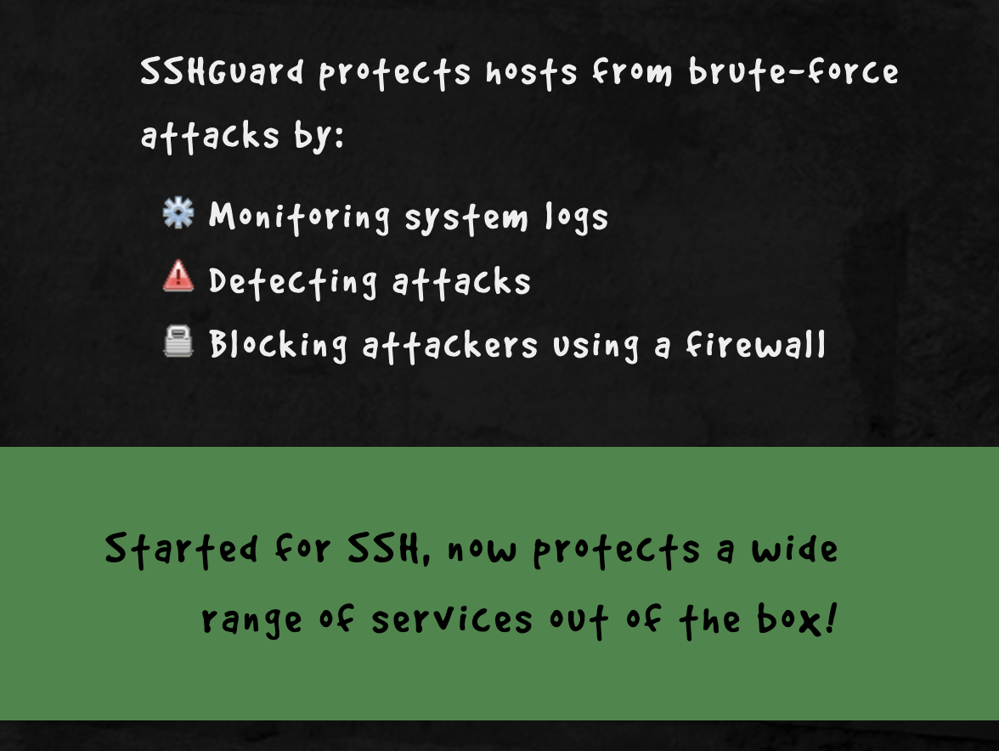 SSHGuard protects hosts from brute-force
attacks by:
Monitoring system logs
Detecting attacks
Blocking attackers using a firewall
Started for SSH, now protects a wide
range of services out of the box!